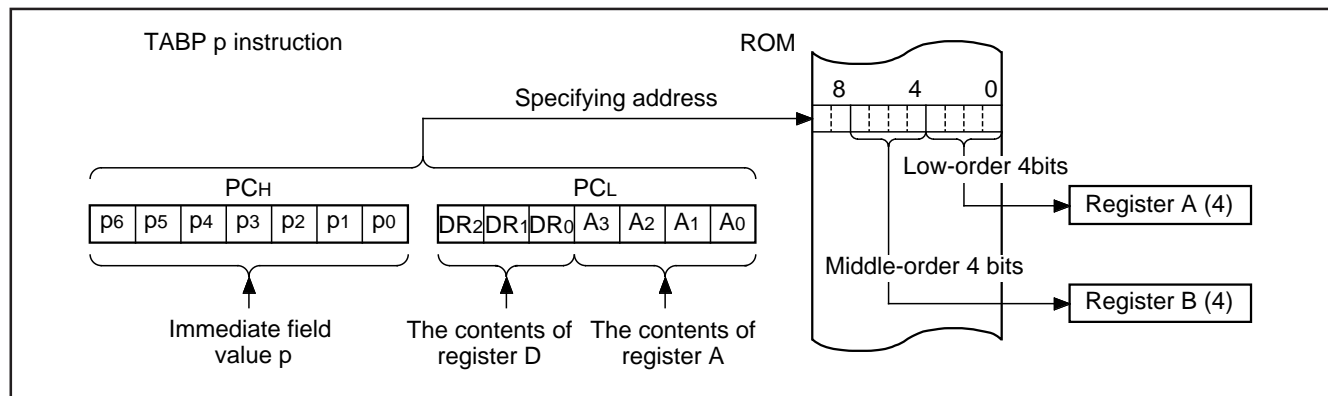 TABP p instruction
ROM
8 4 0
Specifying address
Low-order 4bits
PCH
PCL
p6 p5 p4 p3 p2 p1 p0
DR2 DR1 DR0 A3 A2 A1 A0
Register A (4)
Middle-order 4 bits
Register B (4)
Immediate field
value p
The contents of
register D
The contents of
register A